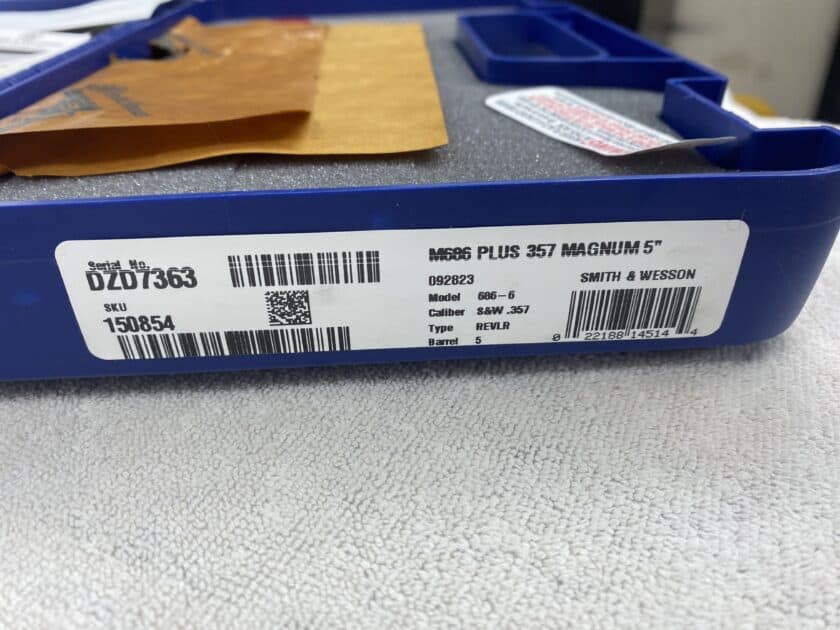 Serial No.
DZD7363
SKU
150854
M686 PLUS 357 MAGNUM 5"
092823
SMITH & WESSON
Model 686-6
Caliber S&W .357
Type REVLR
Barrel 5
0 22188 14514 4